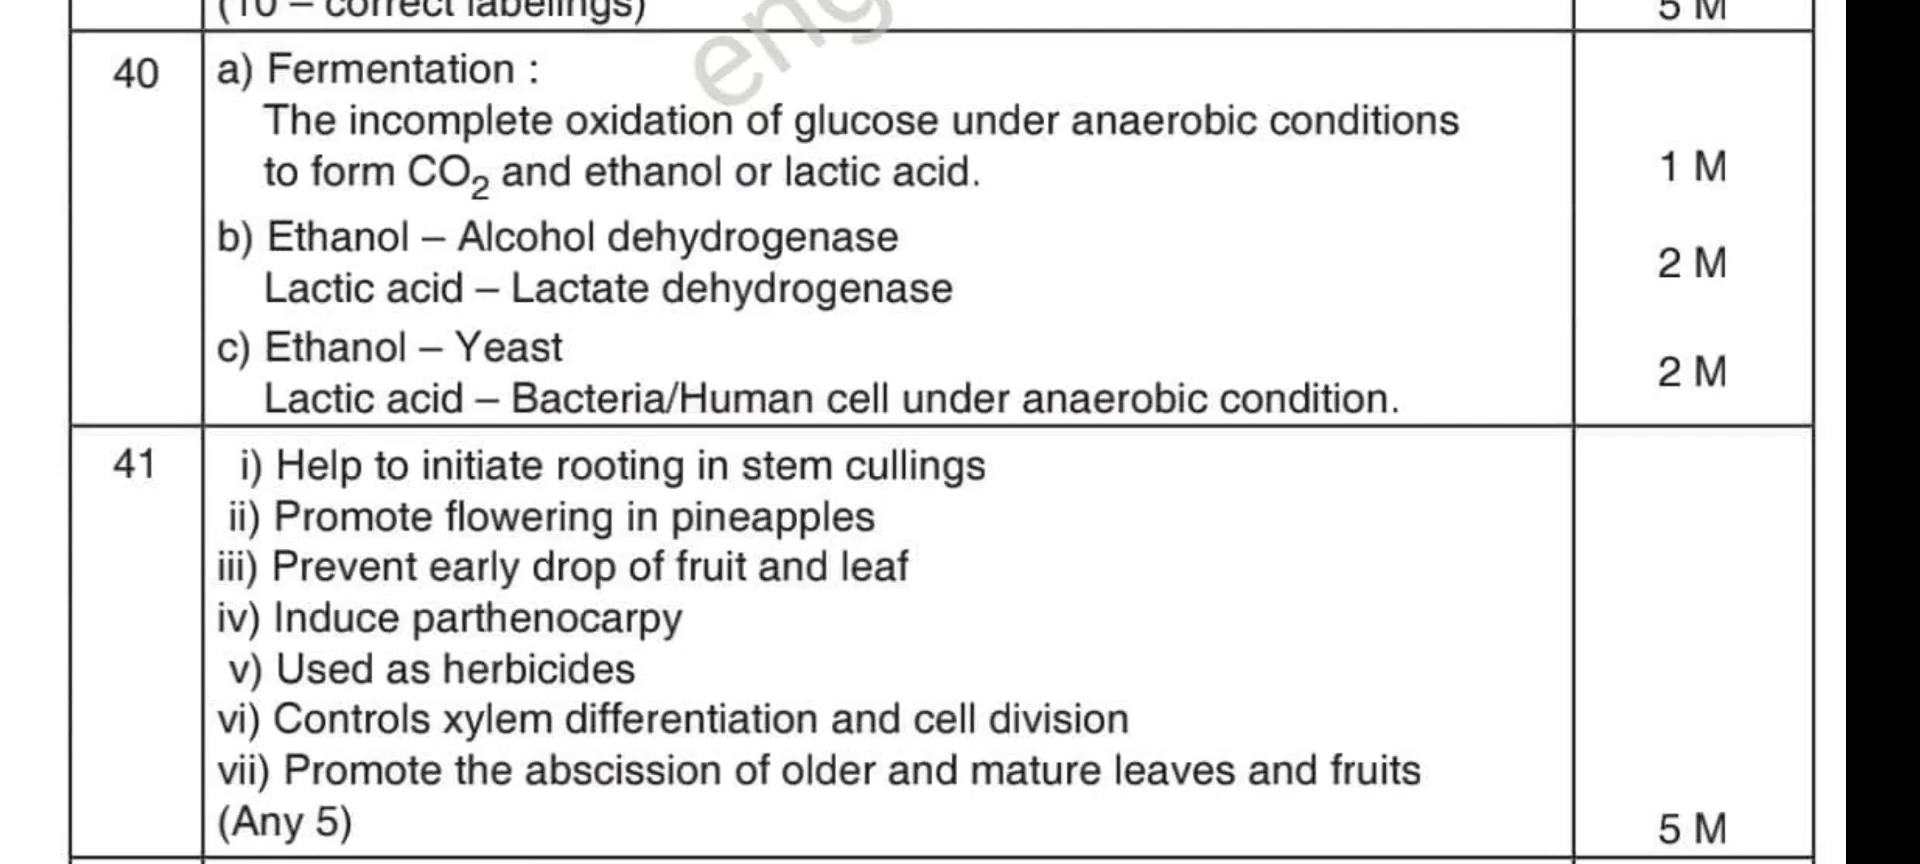 (10 – correct labelings)
5 M
40
a) Fermentation :
The incomplete oxidation of glucose under anaerobic conditions
to form CO₂ and ethanol or lactic acid.
1 M
b) Ethanol – Alcohol dehydrogenase
Lactic acid – Lactate dehydrogenase
2 M
c) Ethanol – Yeast
Lactic acid – Bacteria/Human cell under anaerobic condition.
2 M
41
i) Help to initiate rooting in stem cullings
ii) Promote flowering in pineapples
iii) Prevent early drop of fruit and leaf
iv) Induce parthenocarpy
v) Used as herbicides
vi) Controls xylem differentiation and cell division
vii) Promote the abscission of older and mature leaves and fruits
(Any 5)
5 M